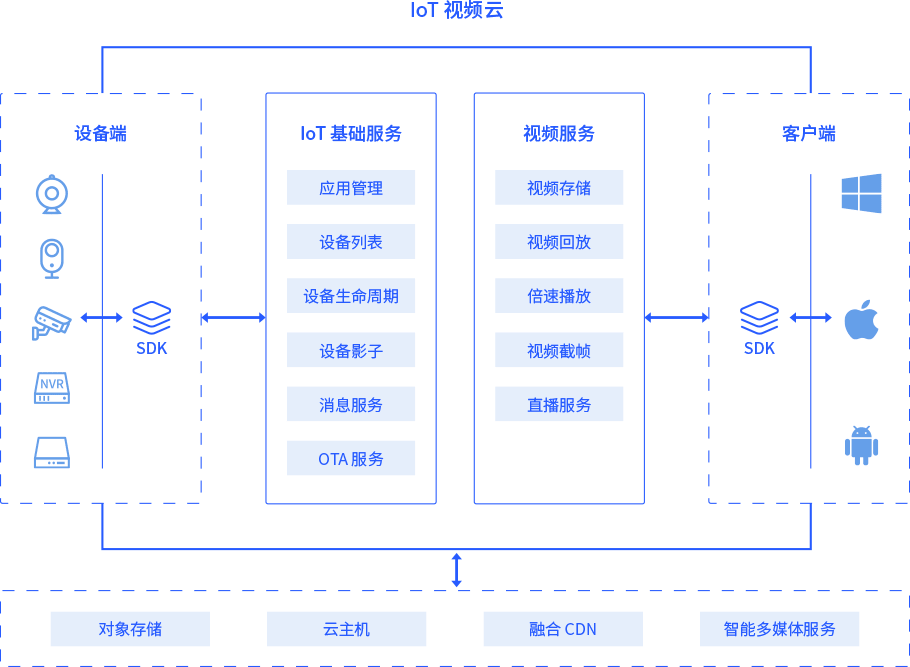 IoT 视频云
设备端
NVR
SDK
IoT 基础服务
应用管理
设备列表
设备生命周期
设备影子
消息服务
OTA 服务
视频服务
视频存储
视频回放
倍速播放
视频截帧
直播服务
客户端
SDK
对象存储
云主机
融合 CDN
智能多媒体服务